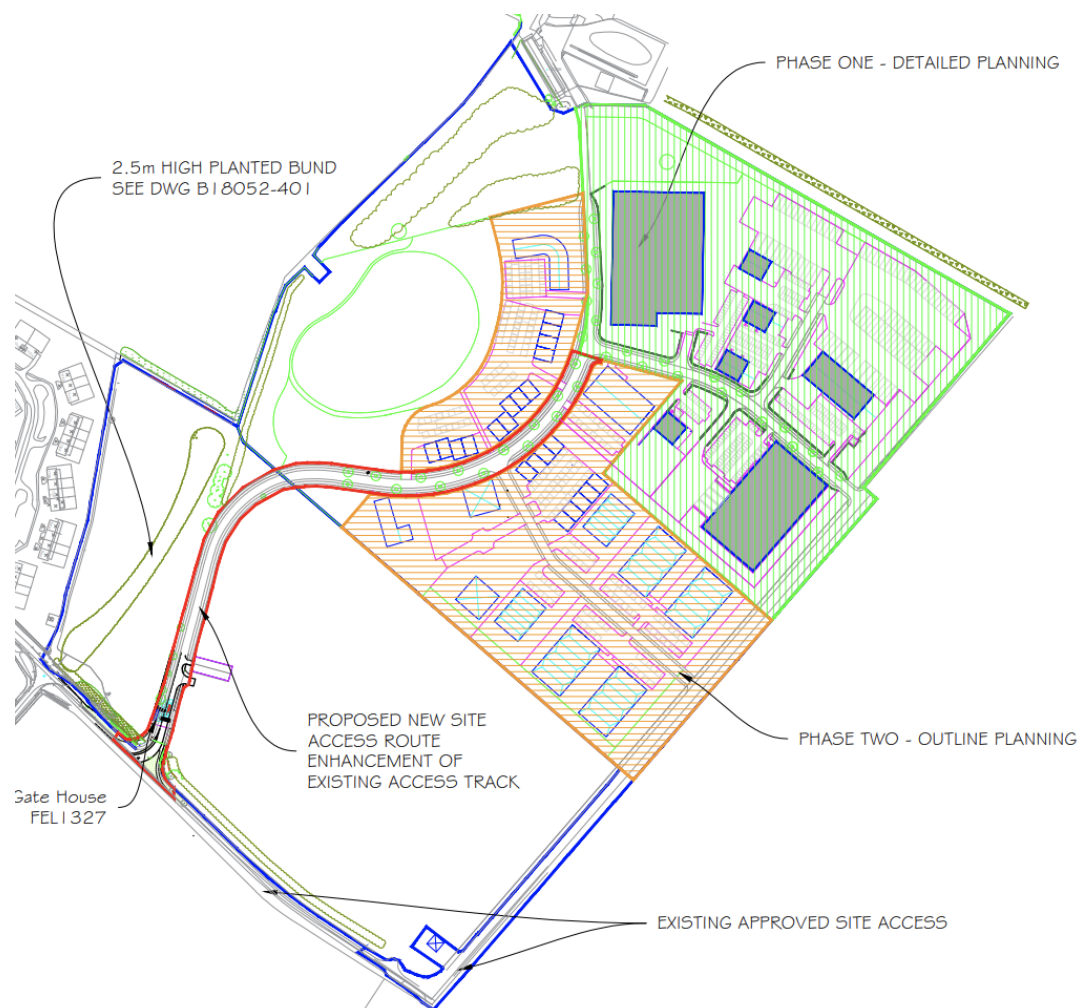 PHASE ONE - DETAILED PLANNING
2.5m HIGH PLANTED BUND
SEE DWG B18052-401
PROPOSED NEW SITE
ACCESS ROUTE
ENHANCEMENT OF
EXISTING ACCESS TRACK
PHASE TWO - OUTLINE PLANNING
Gate House
FEL1327
EXISTING APPROVED SITE ACCESS